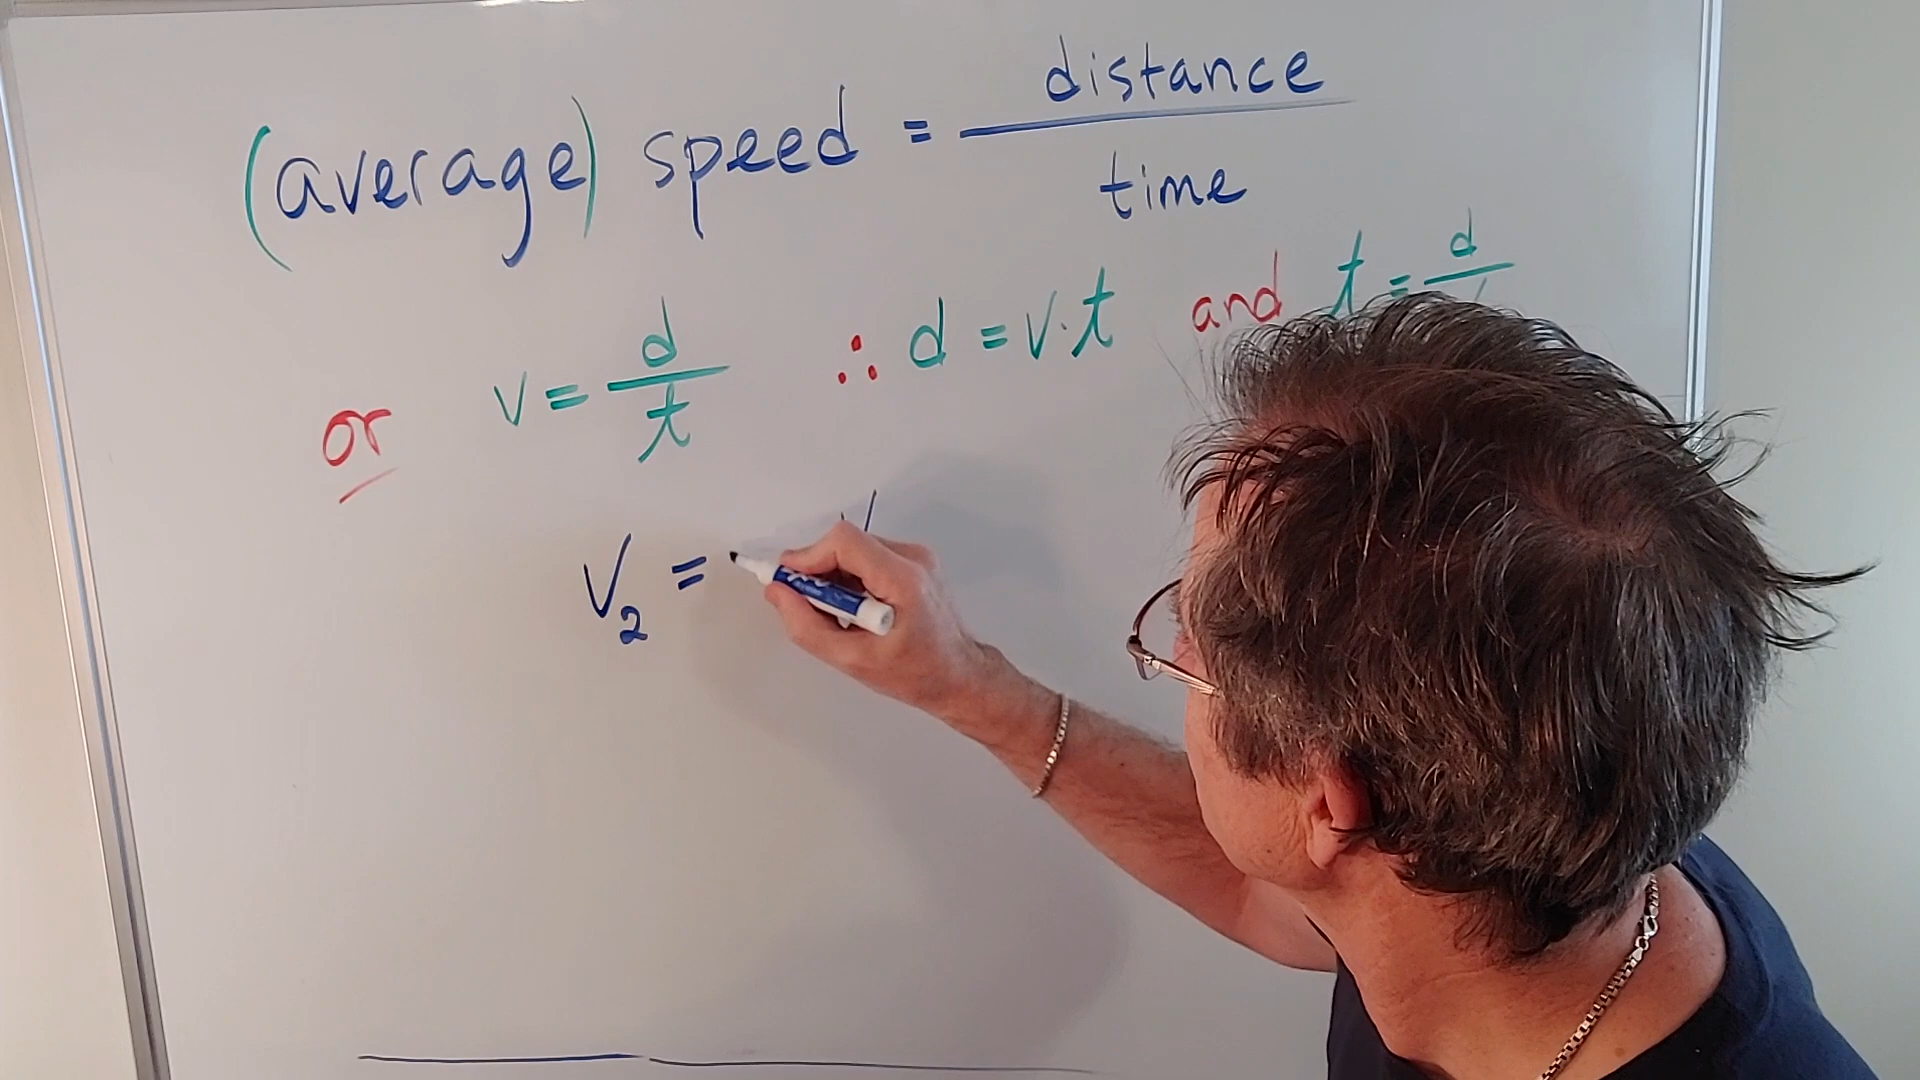 (average) speed = distance / time
or v = d / t ∴ d = v·t and t = d /
V₂ =